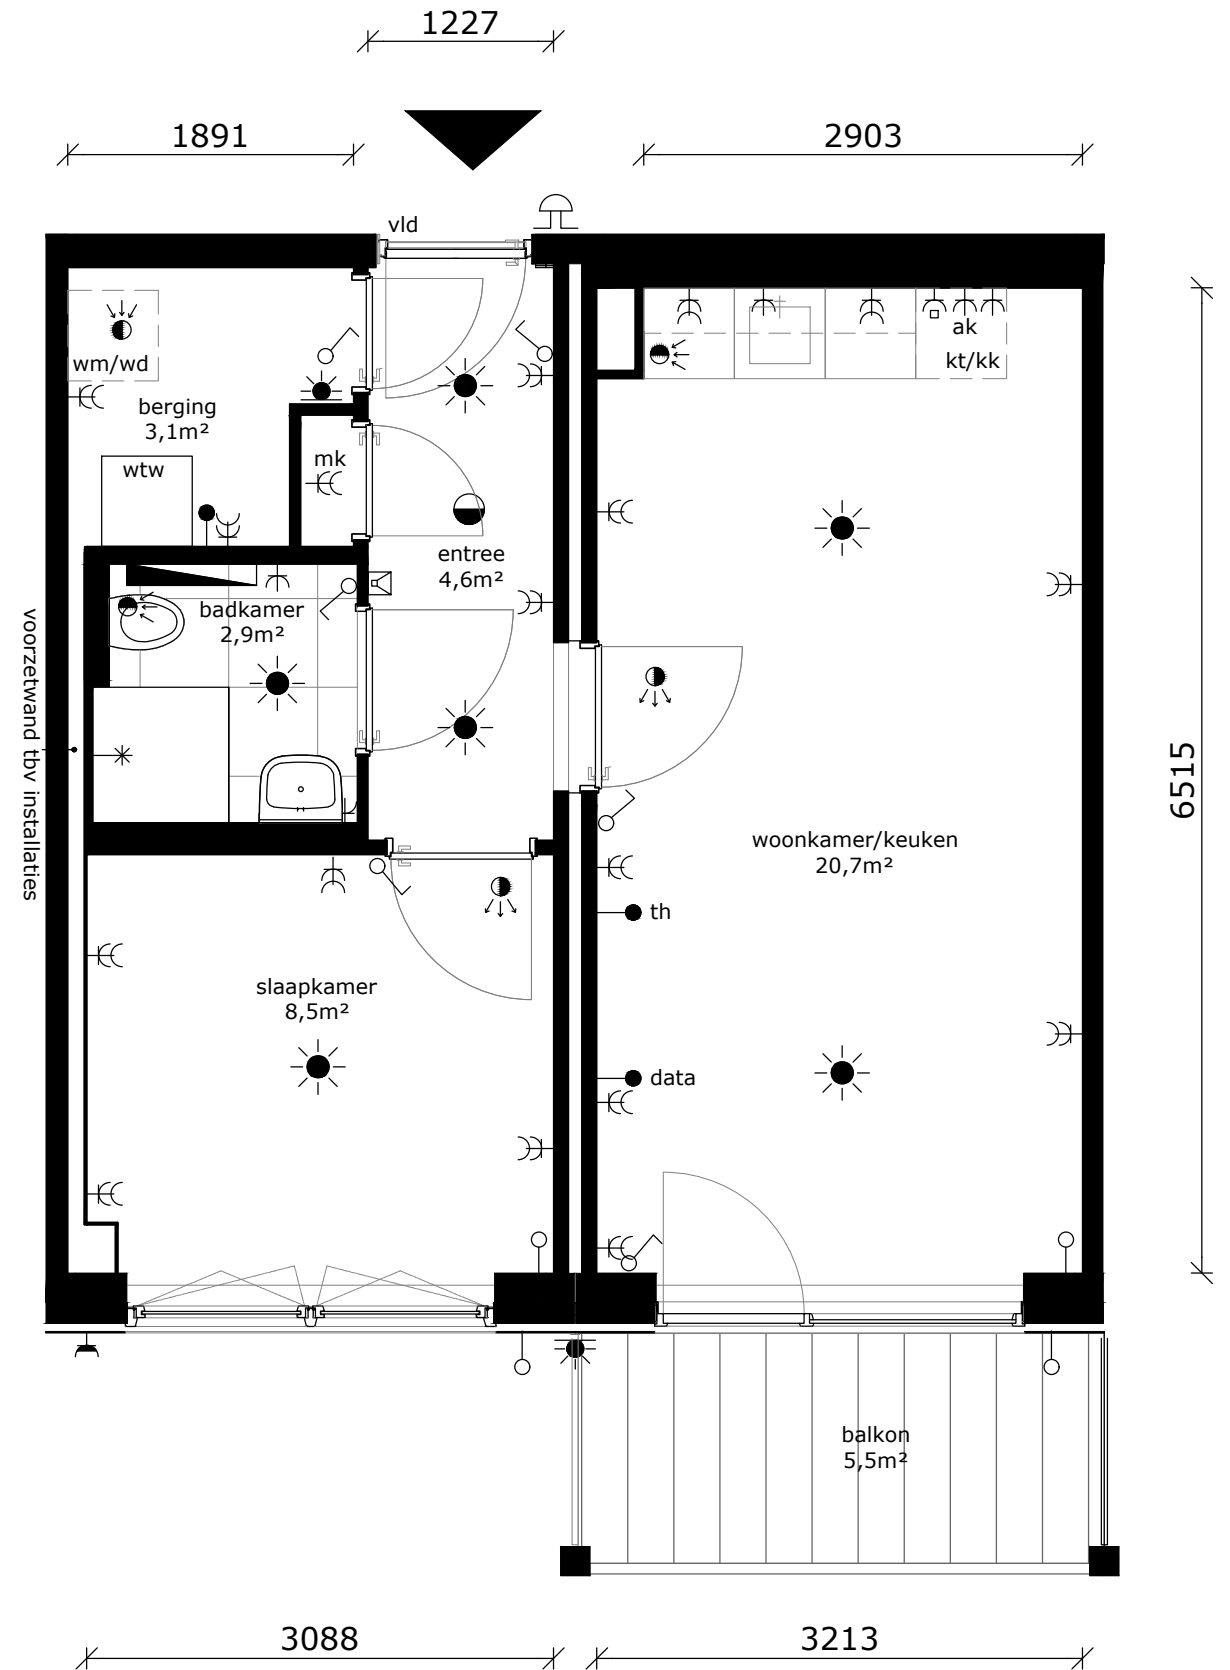 1227
1891
2903
vld
wm/wd
ak
kt/kk
berging
3,1m²
wtw
mk
entree
4,6m²
badkamer
2,9m²
voorzetwand tbv installaties
6515
woonkamer/keuken
20,7m²
th
slaapkamer
8,5m²
data
balkon
5,5m²
3088
3213